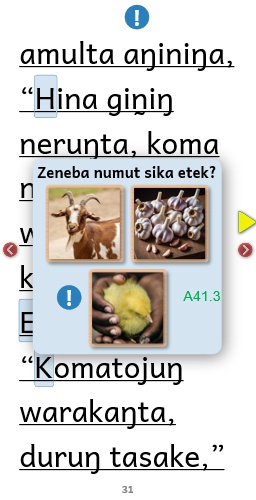 amulta aŋiniŋa,
“Hina giŋiŋ
neruŋta, koma
Zeneba numut sika etek?
A41.3
“Komatojuŋ
warakaŋta,
duruŋ tasake,”
31